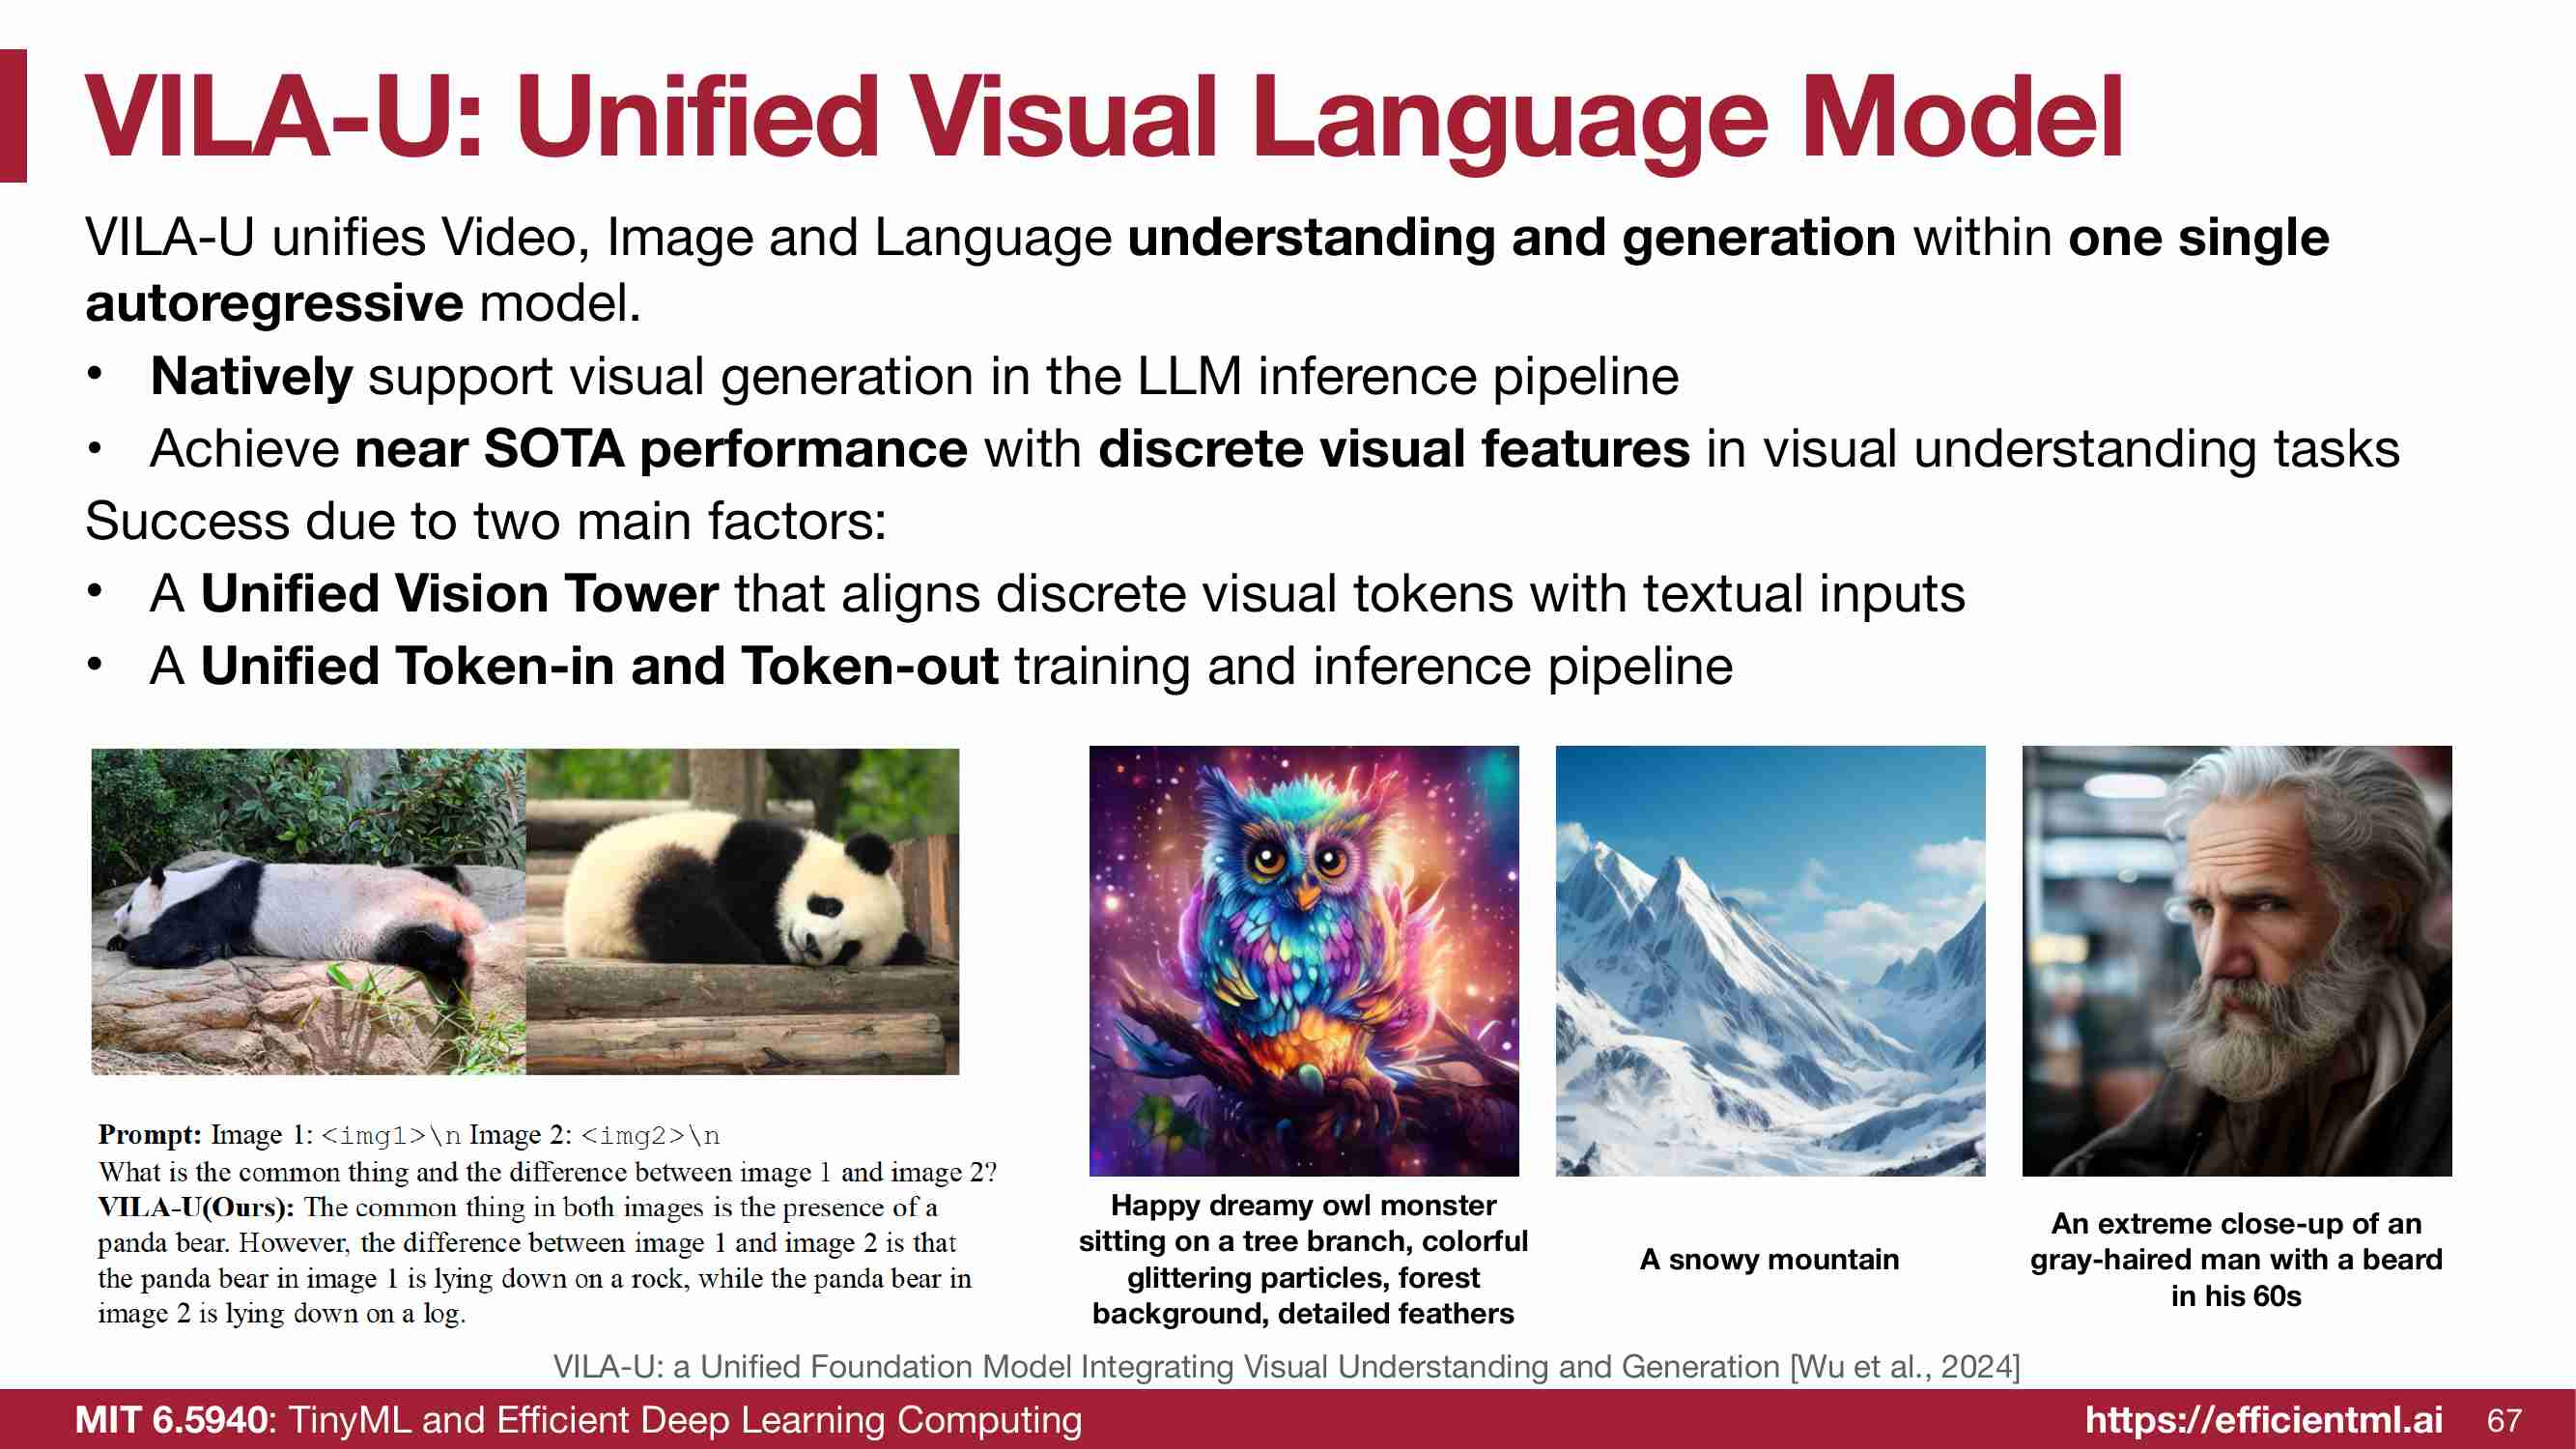 VILA-U: Unified Visual Language Model
VILA-U unifies Video, Image and Language understanding and generation within one single
autoregressive model.
• Natively support visual generation in the LLM inference pipeline
• Achieve near SOTA performance with discrete visual features in visual understanding tasks
Success due to two main factors:
• A Unified Vision Tower that aligns discrete visual tokens with textual inputs
• A Unified Token-in and Token-out training and inference pipeline
Prompt: Image 1: <img1>\n Image 2: <img2>\n
What is the common thing and the difference between image 1 and image 2?
VILA-U(Ours): The common thing in both images is the presence of a
panda bear. However, the difference between image 1 and image 2 is that
the panda bear in image 1 is lying down on a rock, while the panda bear in
image 2 is lying down on a log.
Happy dreamy owl monster
sitting on a tree branch, colorful
glittering particles, forest
background, detailed feathers
A snowy mountain
An extreme close-up of an
gray-haired man with a beard
in his 60s
VILA-U: a Unified Foundation Model Integrating Visual Understanding and Generation [Wu et al., 2024]
MIT 6.5940: TinyML and Efficient Deep Learning Computing
https://efficientml.ai
67